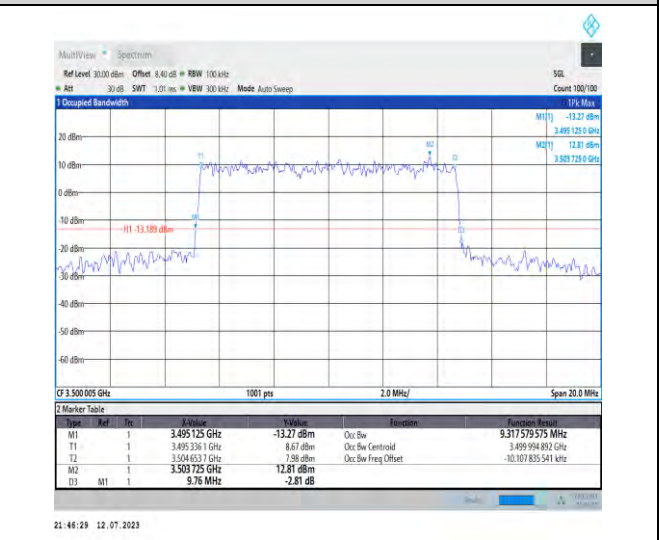 MultiView Spectrum
Ref Level 30.00 dBm Offset 8.40 dB RBW 100 kHz SGL
Att 30 dB SWT 1.01 ms VBW 300 kHz Mode Auto Sweep Count 100/100
1 Occupied Bandwidth 1Pk Max
M1[1] -13.27 dBm
3.495 125 0 GHz
20 dBm
M2[1] 12.81 dBm
3.503 725 0 GHz
M2
T1
10 dBm
0 dBm
-10 dBm
H1 -13.189 dBm
-20 dBm
-30 dBm
-40 dBm
-50 dBm
-60 dBm
CF 3.500 005 GHz 1001 pts 2.0 MHz/ Span 20.0 MHz
2 Marker Table
Type Ref Trc X-Value Y-Value Function Function Result
M1 1 3.495 125 GHz -13.27 dBm Occ Bw 9.317 579 575 MHz
T1 1 3.495 336 1 GHz 8.67 dBm Occ Bw Centroid 3.499 994 892 GHz
T2 1 3.504 653 7 GHz 7.98 dBm Occ Bw Freq Offset -10.107 835 541 kHz
M2 1 3.503 725 GHz 12.81 dBm
D3 M1 1 9.76 MHz -2.81 dB
21:46:29 12.07.2023